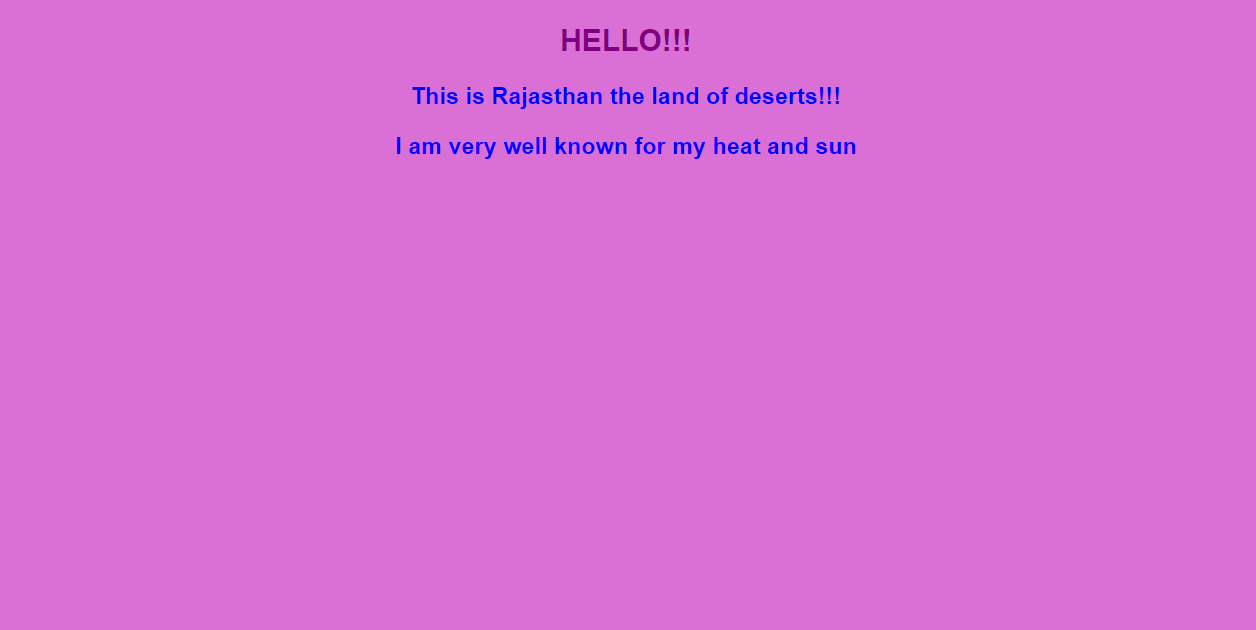 HELLO!!!
This is Rajasthan the land of deserts!!!
I am very well known for my heat and sun